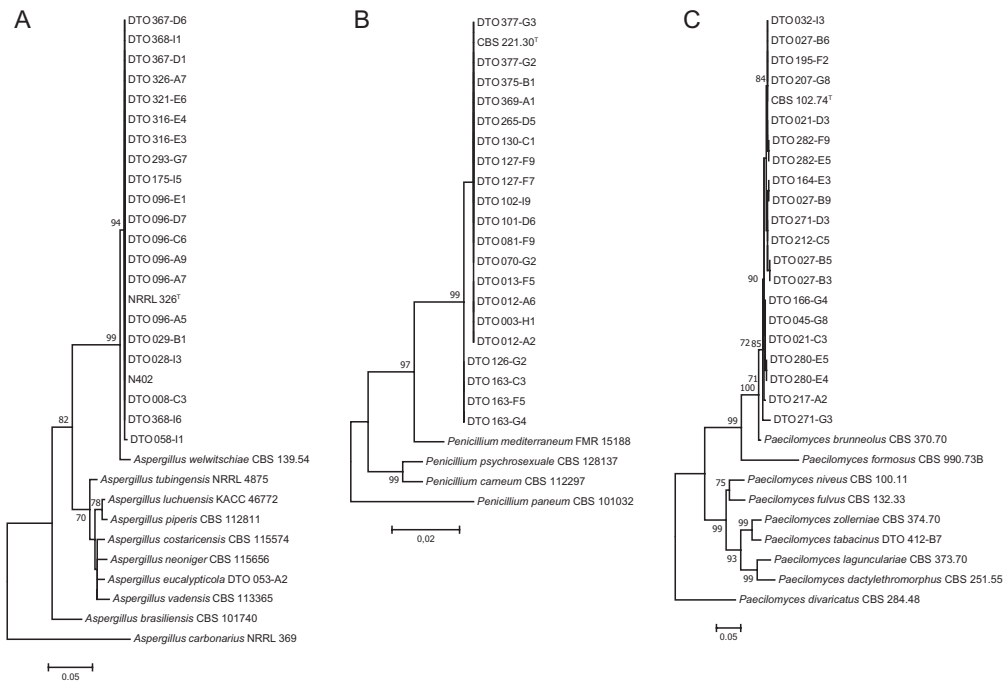 A
DTO 367-D6
DTO 368-I1
DTO 367-D1
DTO 326-A7
DTO 321-E6
DTO 316-E4
DTO 316-E3
DTO 293-G7
DTO 175-I5
DTO 096-E1
94
DTO 096-D7
DTO 096-C6
DTO 096-A9
DTO 096-A7
NRRL 326ᵀ
DTO 096-A5
99
DTO 029-B1
DTO 028-I3
N402
DTO 008-C3
82
DTO 368-I6
DTO 058-I1
Aspergillus welwitschiae CBS 139.54
Aspergillus tubingensis NRRL 4875
78
Aspergillus luchuensis KACC 46772
70
Aspergillus piperis CBS 112811
Aspergillus costaricensis CBS 115574
Aspergillus neoniger CBS 115656
Aspergillus eucalypticola DTO 053-A2
Aspergillus vadensis CBS 113365
Aspergillus brasiliensis CBS 101740
Aspergillus carbonarius NRRL 369
0.05
B
DTO 377-G3
CBS 221.30ᵀ
DTO 377-G2
DTO 375-B1
DTO 369-A1
DTO 265-D5
DTO 130-C1
DTO 127-F9
DTO 127-F7
DTO 102-I9
DTO 101-D6
DTO 081-F9
DTO 070-G2
DTO 013-F5
99
DTO 012-A6
DTO 003-H1
DTO 012-A2
97
DTO 126-G2
DTO 163-C3
DTO 163-F5
DTO 163-G4
Penicillium mediterraneum FMR 15188
Penicillium psychrosexuale CBS 128137
99
Penicillium carneum CBS 112297
Penicillium paneum CBS 101032
0,02
C
DTO 032-I3
DTO 027-B6
DTO 195-F2
84
DTO 207-G8
CBS 102.74ᵀ
DTO 021-D3
DTO 282-F9
DTO 282-E5
DTO 164-E3
DTO 027-B9
DTO 271-D3
DTO 212-C5
DTO 027-B5
90
DTO 027-B3
DTO 166-G4
DTO 045-G8
72 85
DTO 021-C3
DTO 280-E5
71
DTO 280-E4
100
DTO 217-A2
99
DTO 271-G3
Paecilomyces brunneolus CBS 370.70
Paecilomyces formosus CBS 990.73B
75
Paecilomyces niveus CBS 100.11
Paecilomyces fulvus CBS 132.33
99
99
Paecilomyces zollerniae CBS 374.70
Paecilomyces tabacinus DTO 412-B7
93
Paecilomyces lagunculariae CBS 373.70
99
Paecilomyces dactylethromorphus CBS 251.55
Paecilomyces divaricatus CBS 284.48
0.05